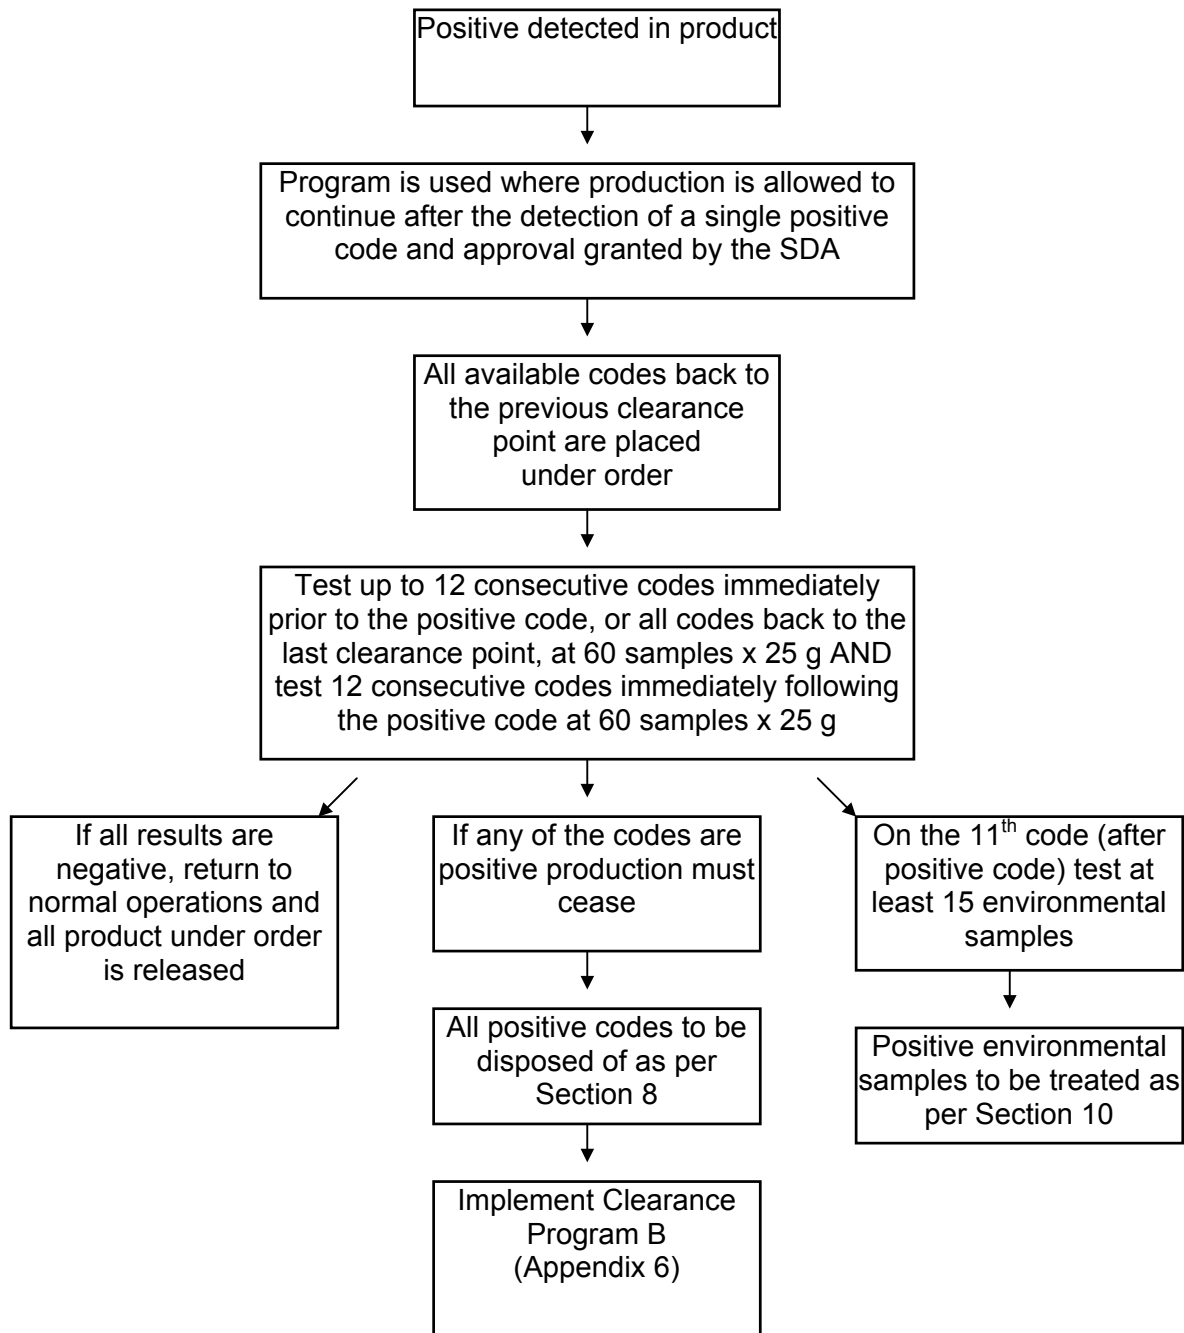 Positive detected in product
Program is used where production is allowed to
continue after the detection of a single positive
code and approval granted by the SDA
All available codes back to
the previous clearance
point are placed
under order
Test up to 12 consecutive codes immediately
prior to the positive code, or all codes back to the
last clearance point, at 60 samples x 25 g AND
test 12 consecutive codes immediately following
the positive code at 60 samples x 25 g
If all results are
negative, return to
normal operations and
all product under order
is released
If any of the codes are
positive production must
cease
On the 11th code (after
positive code) test at
least 15 environmental
samples
All positive codes to be
disposed of as per
Section 8
Positive environmental
samples to be treated as
per Section 10
Implement Clearance
Program B
(Appendix 6)